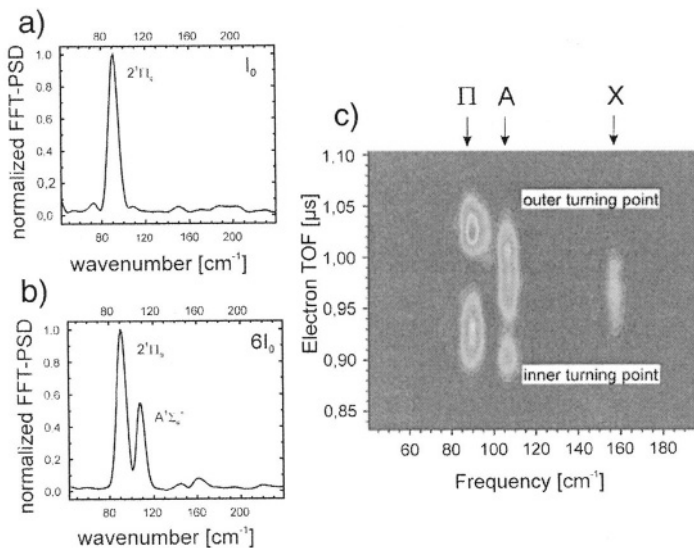 a)
80 120 160 200
normalized FFT-PSD
1.0
0.8
0.6
0.4
0.2
0.0
I₀
2¹Π
80 120 160 200
wavenumber [cm⁻¹]
b)
80 120 160 200
normalized FFT-PSD
1.0
0.8
0.6
0.4
0.2
0.0
6I₀
2¹Π
A¹Σ
80 120 160 200
wavenumber [cm⁻¹]
c)
Π A X
Electron TOF [µs]
1,10
1,05
1,00
0,95
0,90
0,85
outer turning point
inner turning point
60 80 100 120 140 160 180
Frequency [cm⁻¹]